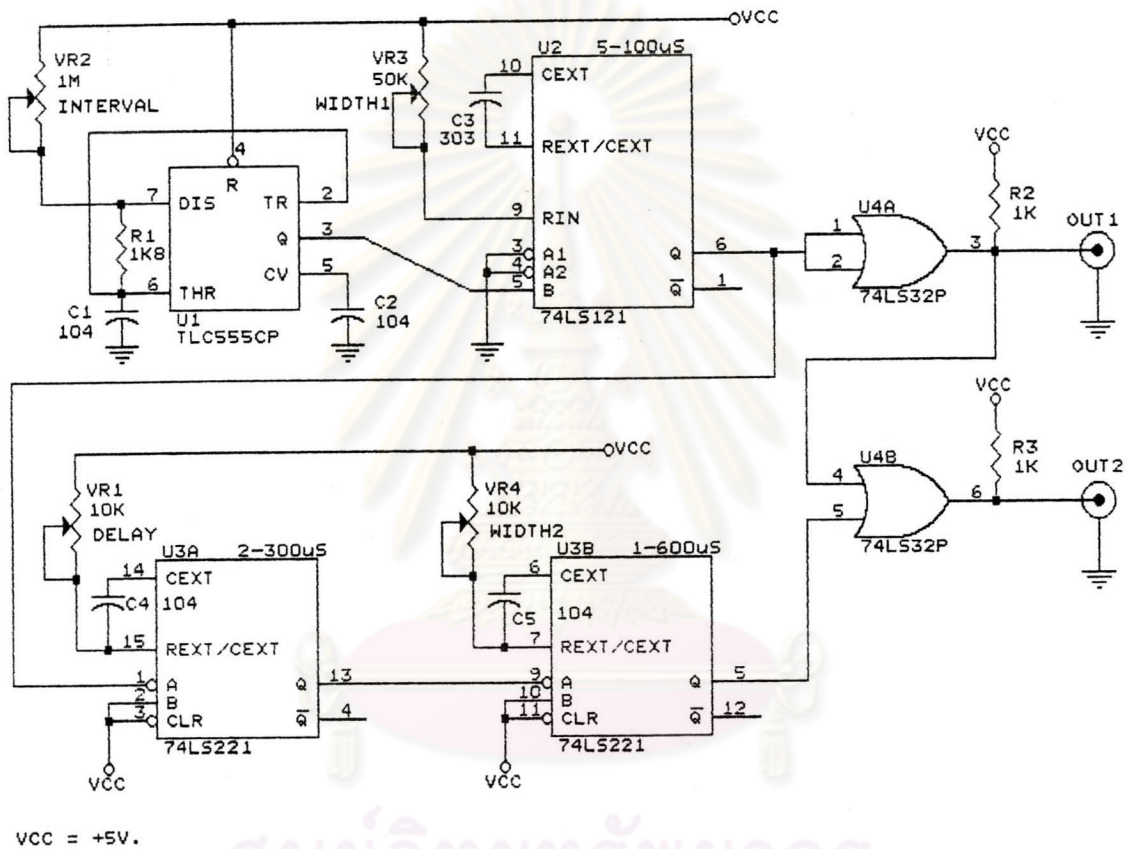 VCC
VR2
1M
INTERVAL
VR3
50K
WIDTH1
U2 5-100uS
10 CEXT
C3
303
11 REXT/CEXT
4
R
7 DIS TR 2
R1
1K8
Q 3
CV 5
6 THR
C1
104
U1
TLC555CP
C2
104
9 RIN
3 A1
4 A2
5 B
Q 6
Q 1
74LS121
VCC
R2
1K
OUT1
U4A
1
2
3
74LS32P
VCC
R3
1K
OUT2
U4B
4
5
6
74LS32P
VCC
VR1
10K
DELAY
U3A 2-300uS
14 CEXT
C4 104
15 REXT/CEXT
1 A Q 13
2 B
3 CLR Q 4
74LS221
VCC
VR4
10K
WIDTH2
U3B 1-600uS
6 CEXT
C5 104
7 REXT/CEXT
9 A Q 5
10 B
11 CLR Q 12
74LS221
VCC
VCC = +5V.